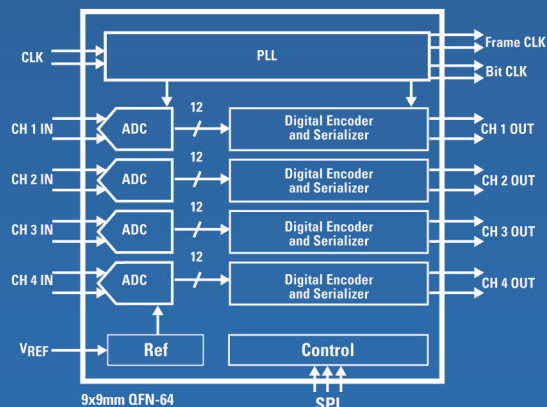 PLL
Frame CLK
CLK
Bit CLK
12
CH 1 IN
ADC
Digital Encoder
and Serializer
CH 1 OUT
12
CH 2 IN
ADC
Digital Encoder
and Serializer
CH 2 OUT
12
CH 3 IN
ADC
Digital Encoder
and Serializer
CH 3 OUT
12
CH 4 IN
ADC
Digital Encoder
and Serializer
CH 4 OUT
VREF
Ref
Control
9x9mm QFN-64
SPI